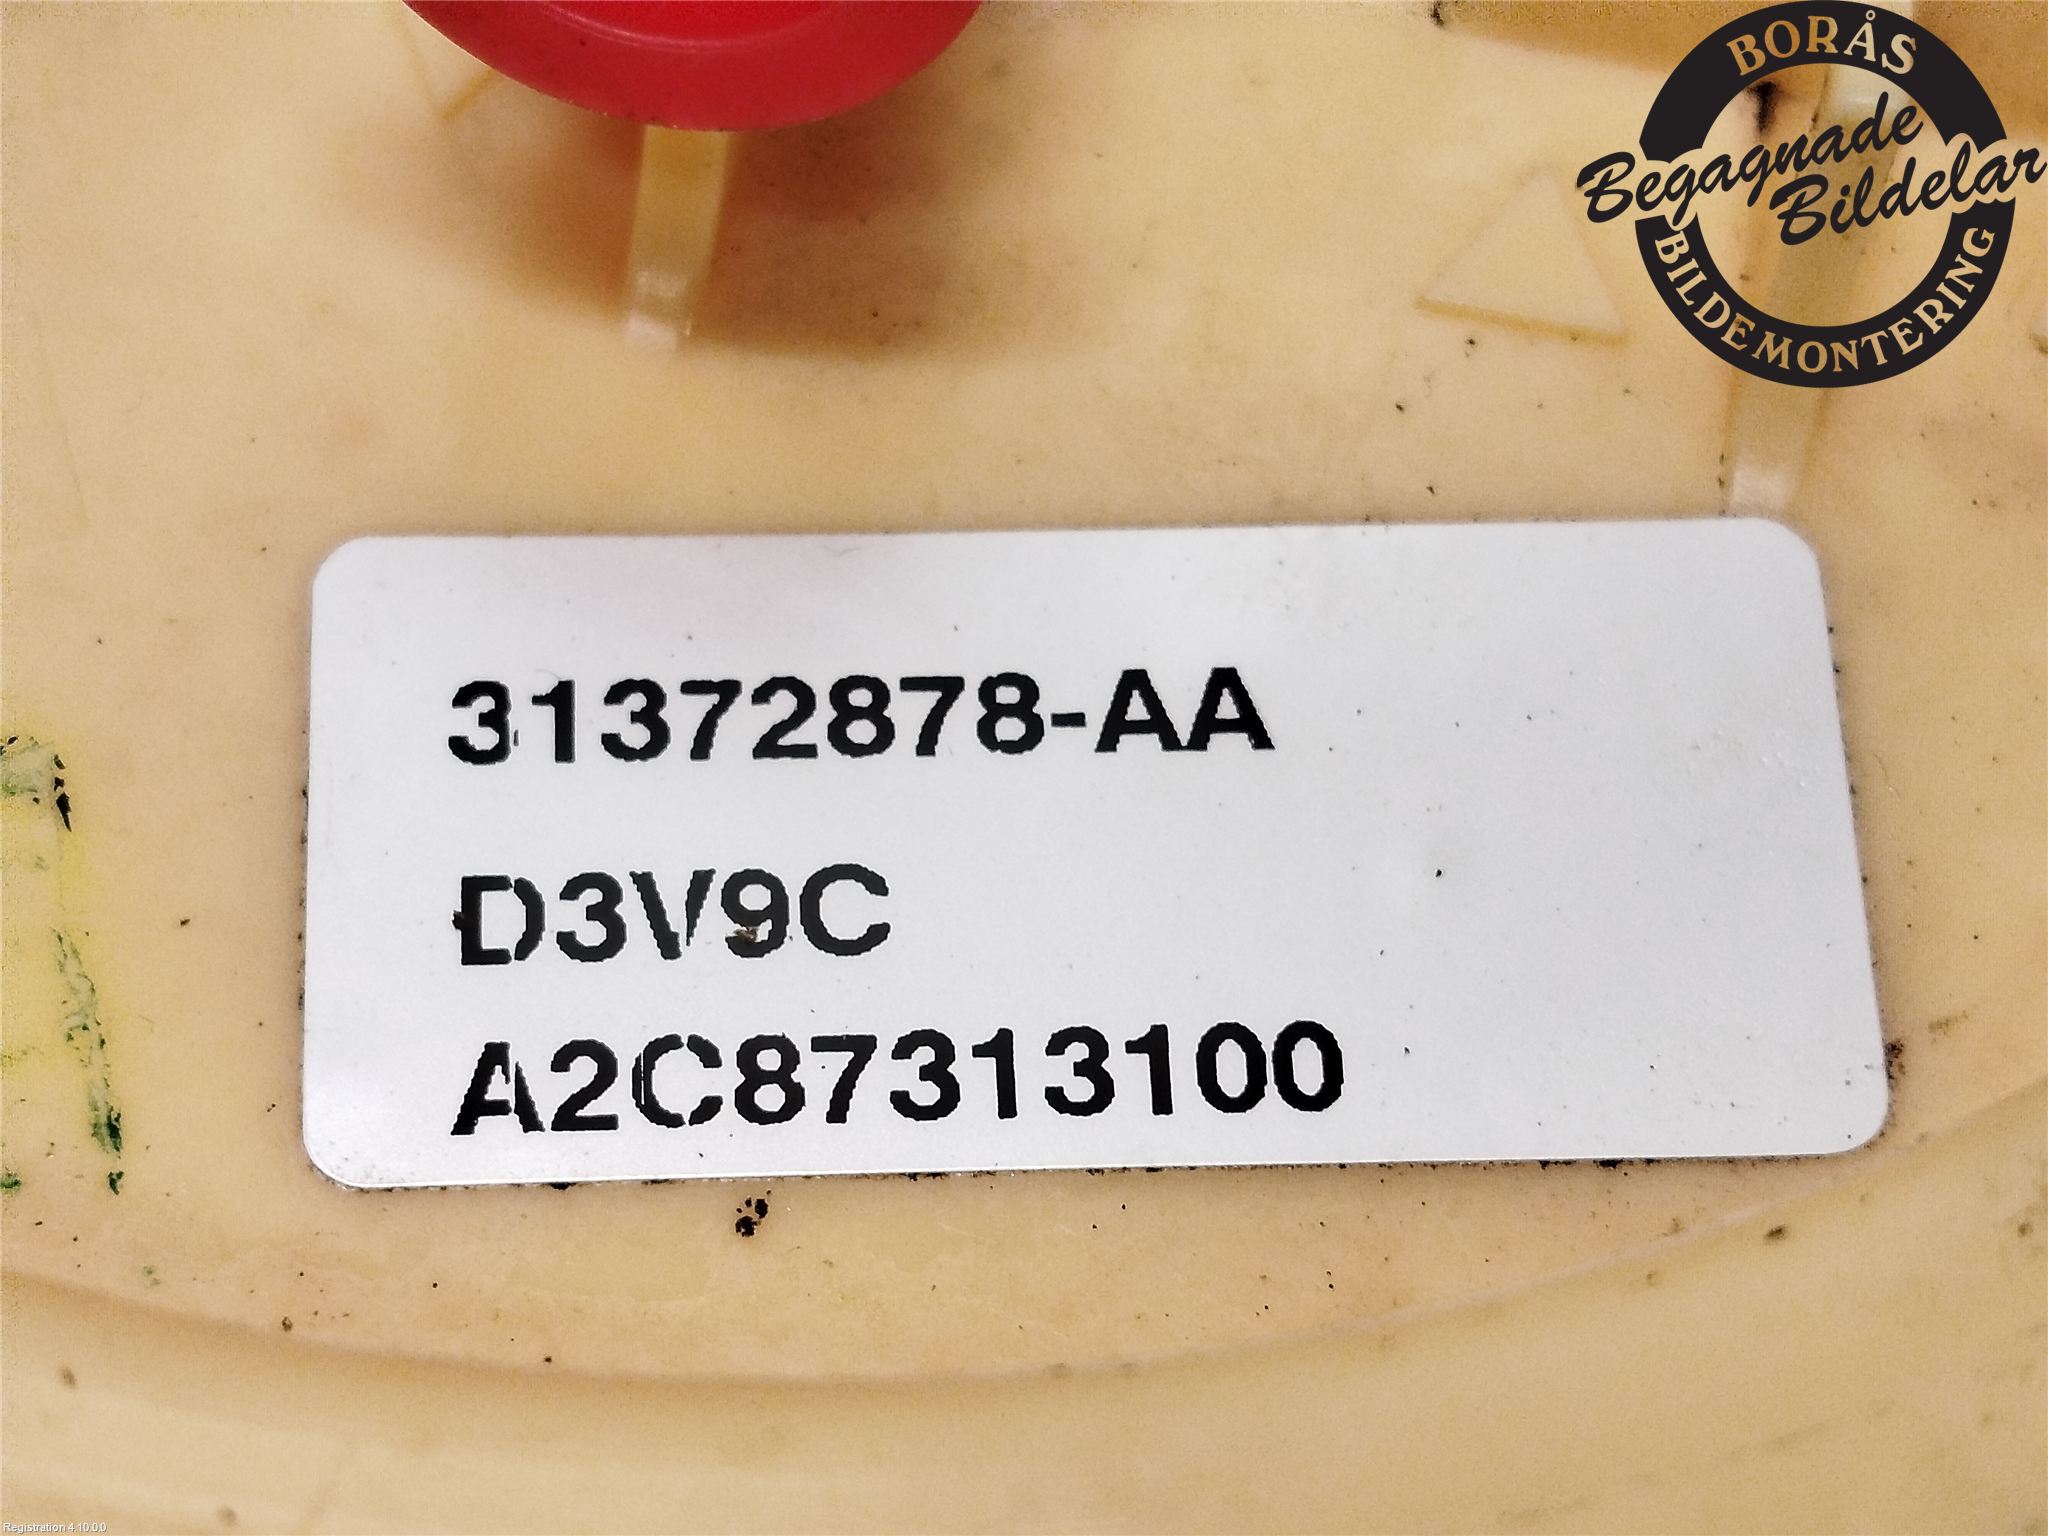 BORÅS
Begagnade
Bildelar
BILDEMONTERING
31372878-AA
D3V9C
A2C87313100
Registration 4.10.0.0